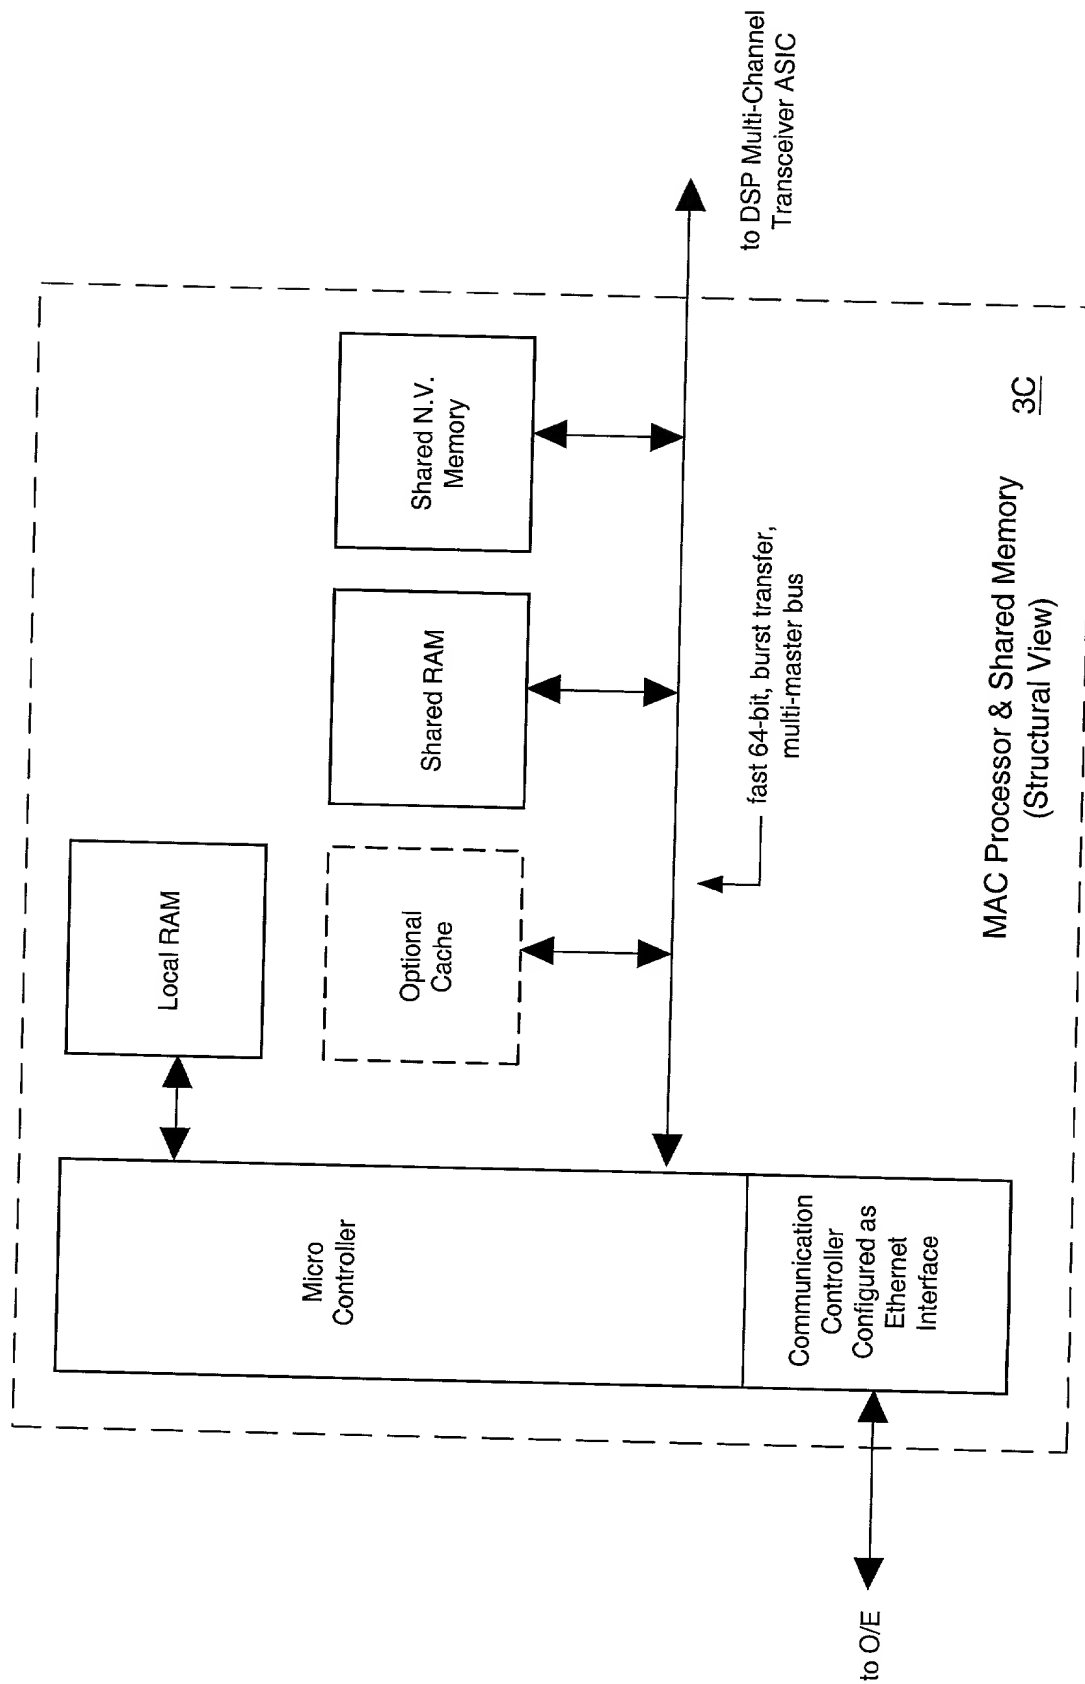 Local RAM
Micro
Controller
Optional
Cache
Shared RAM
Shared N.V.
Memory
to DSP Multi-Channel
Transceiver ASIC
fast 64-bit, burst transfer,
multi-master bus
Communication
Controller
Configured as
Ethernet
Interface
to O/E
3C
MAC Processor & Shared Memory
(Structural View)